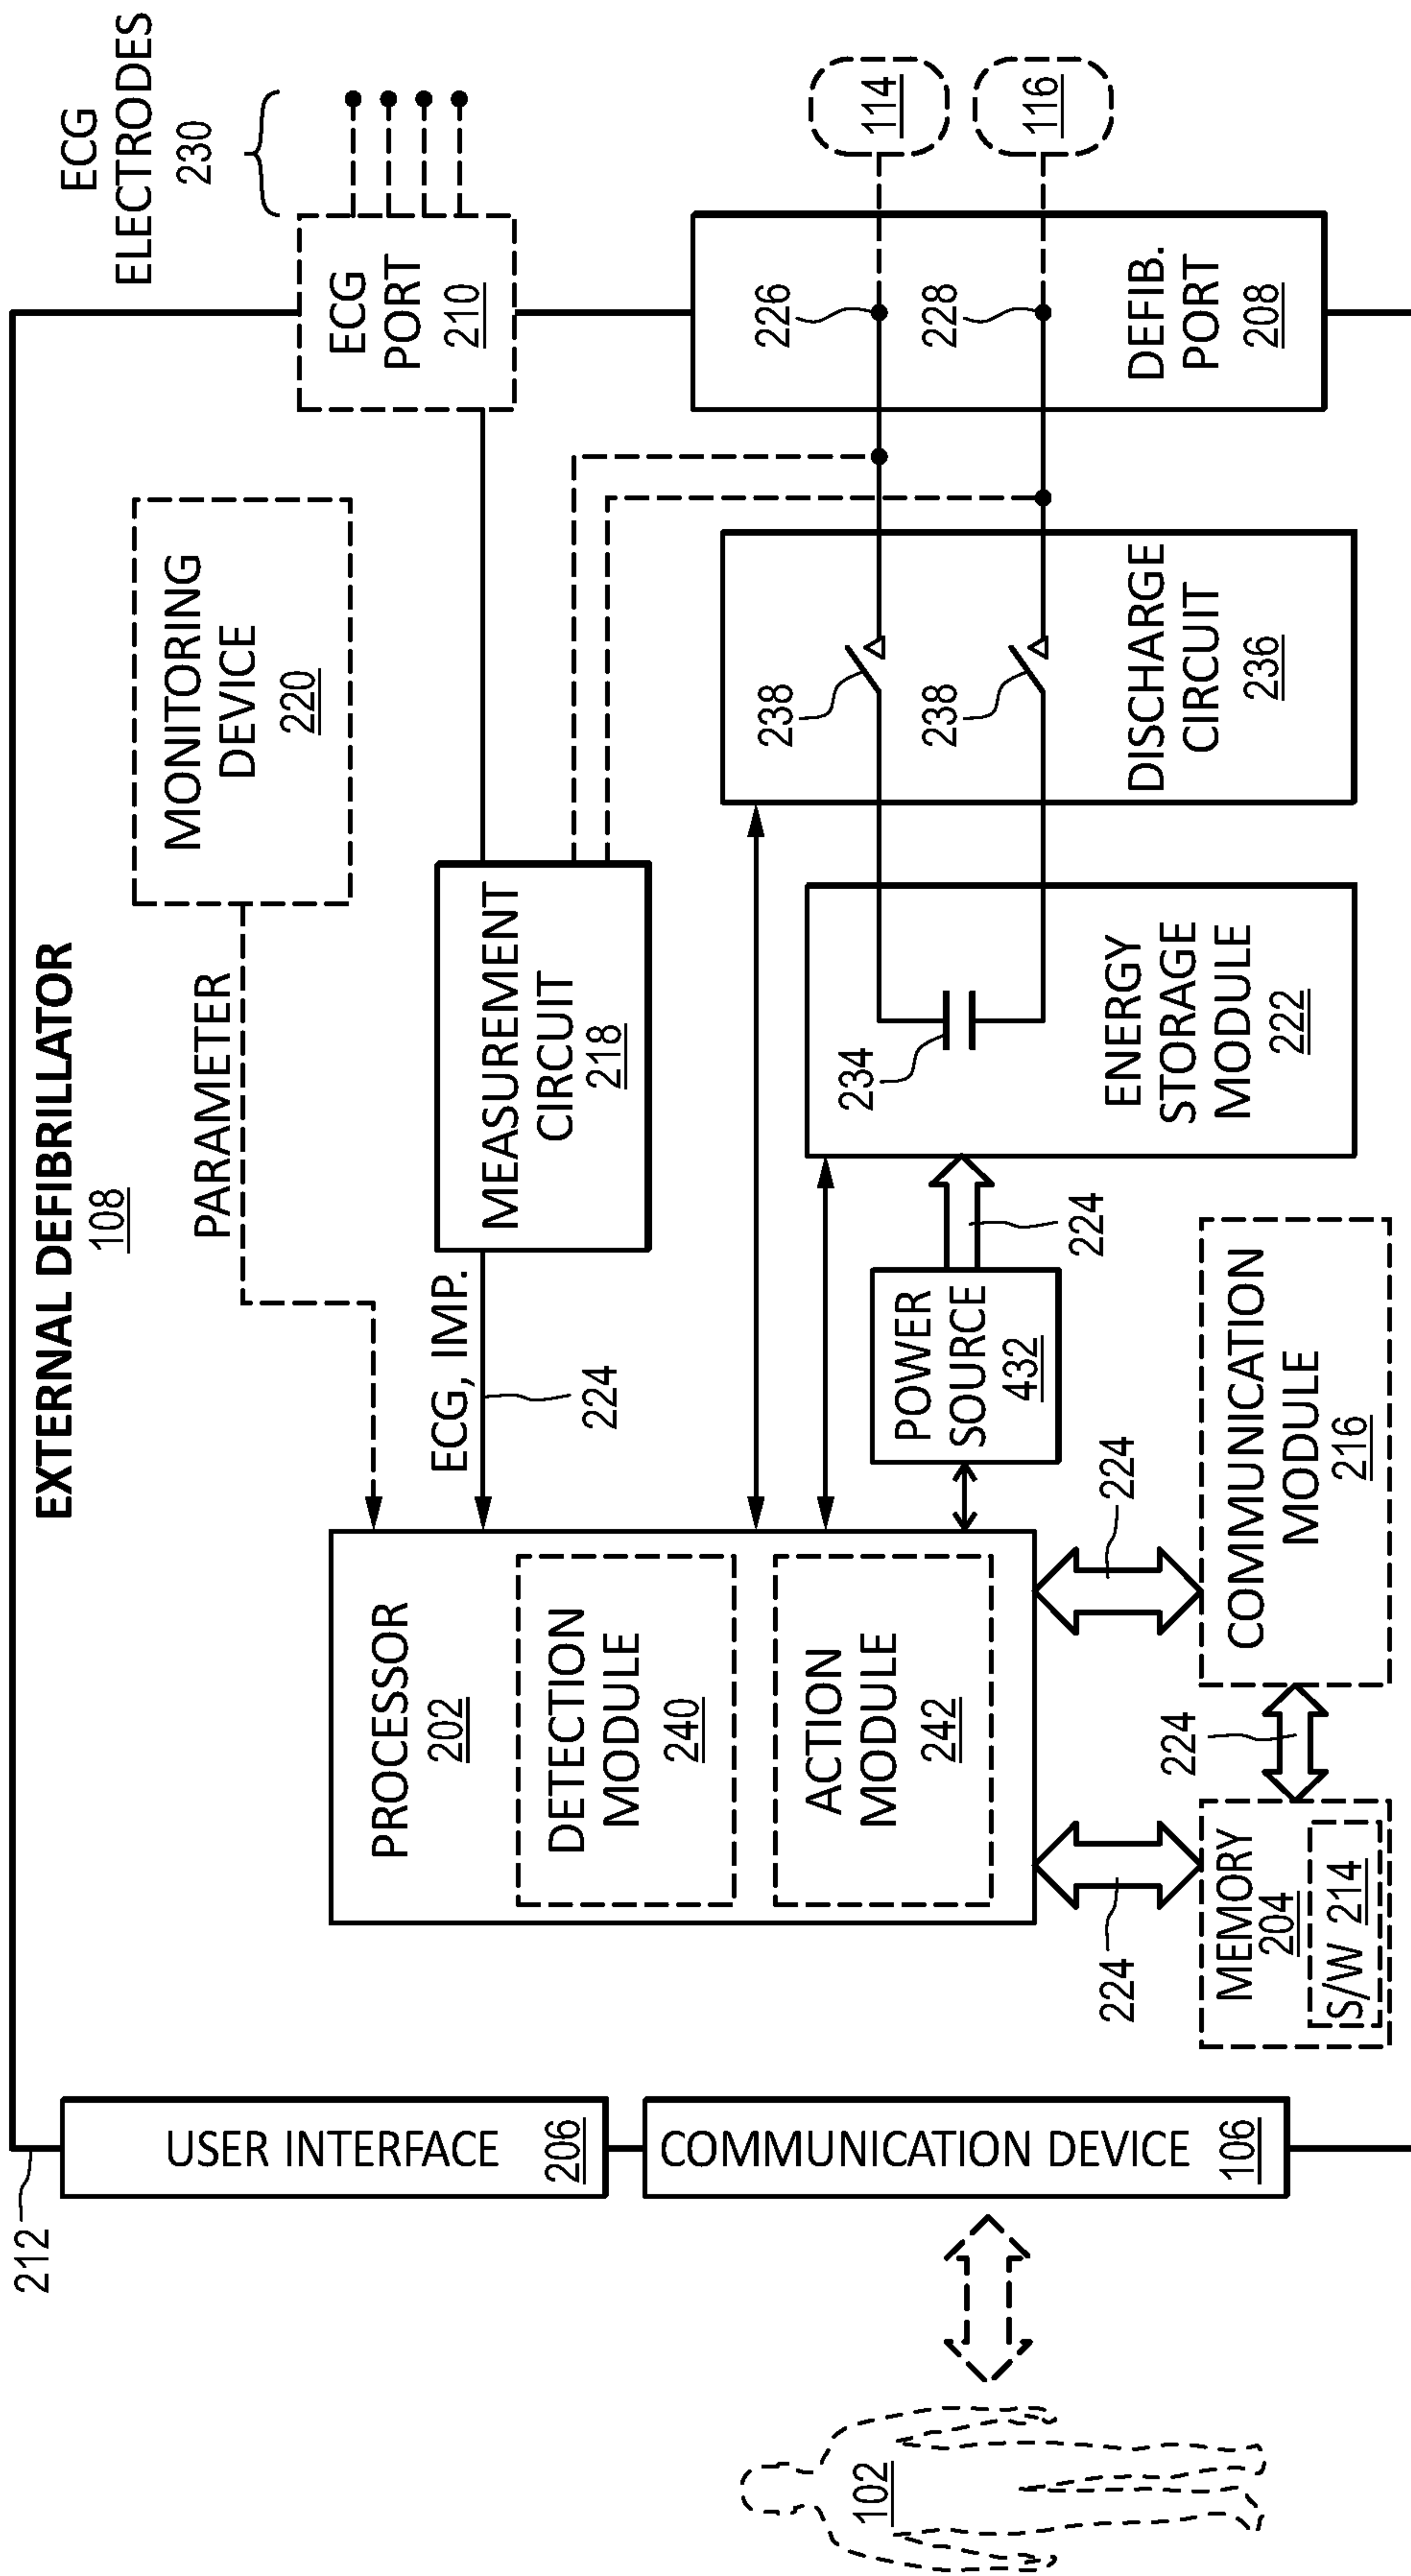 EXTERNAL DEFIBRILLATOR
108
212
USER INTERFACE
206
COMMUNICATION DEVICE
106
102
PROCESSOR
202
DETECTION
MODULE
240
ACTION
MODULE
242
224
MEMORY
204
S/W 214
224
224
COMMUNICATION
MODULE
216
PARAMETER
ECG, IMP.
224
POWER
SOURCE
432
224
MONITORING
DEVICE
220
MEASUREMENT
CIRCUIT
218
234
ENERGY
STORAGE
MODULE
222
238
238
DISCHARGE
CIRCUIT
236
ECG
PORT
210
ECG
ELECTRODES
230
226
228
DEFIB.
PORT
208
114
116